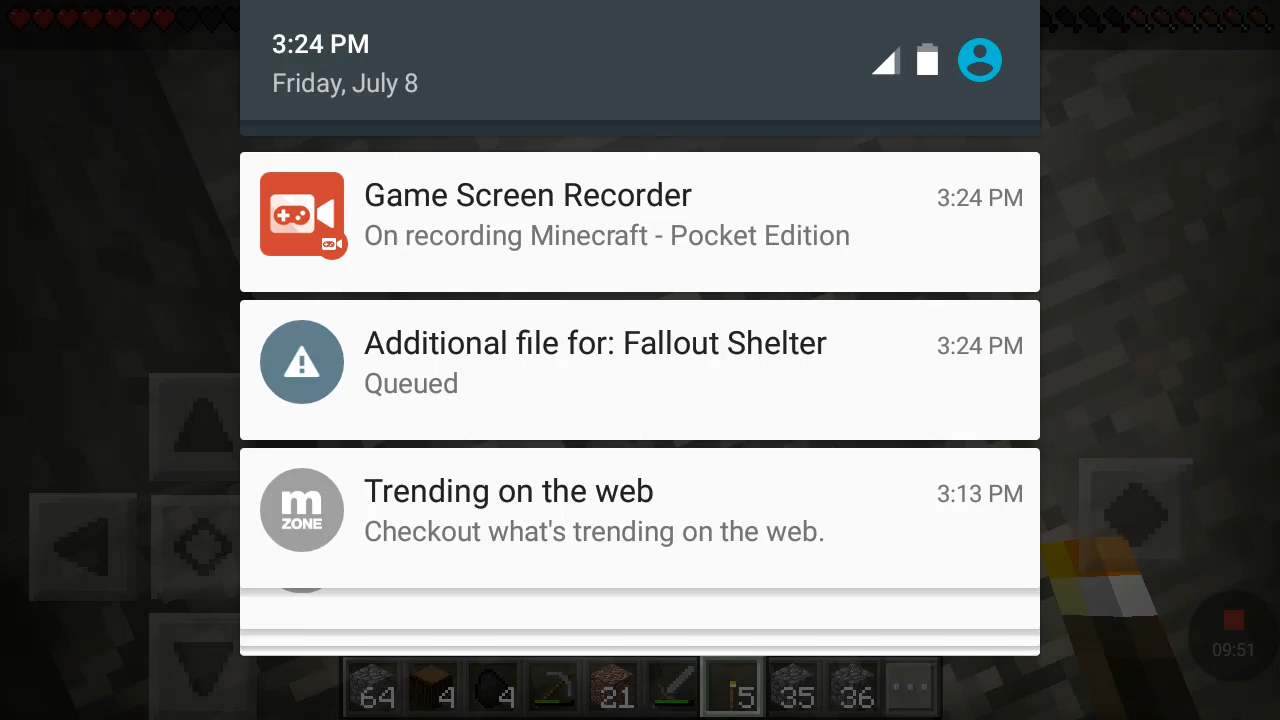 3:24 PM
Friday, July 8
Game Screen Recorder
3:24 PM
On recording Minecraft - Pocket Edition
Additional file for: Fallout Shelter
3:24 PM
Queued
m
ZONE
Trending on the web
3:13 PM
Checkout what's trending on the web.
09:51
64 4 4 21 5 35 36